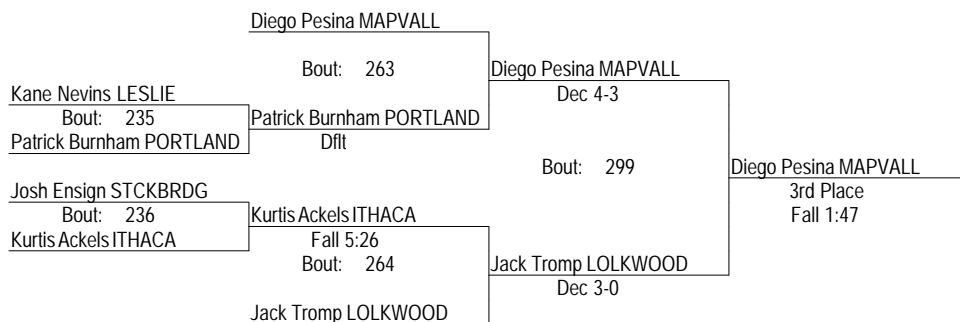 Diego Pesina MAPVALL
Bout: 263
Diego Pesina MAPVALL
Dec 4-3
Kane Nevins LESLIE
Bout: 235
Patrick Burnham PORTLAND
Patrick Burnham PORTLAND
Dflt
Bout: 299
Diego Pesina MAPVALL
3rd Place
Fall 1:47
Josh Ensign STCKBRDG
Bout: 236
Kurtis Ackels ITHACA
Kurtis Ackels ITHACA
Fall 5:26
Bout: 264
Jack Tromp LOLKWOOD
Dec 3-0
Jack Tromp LOLKWOOD